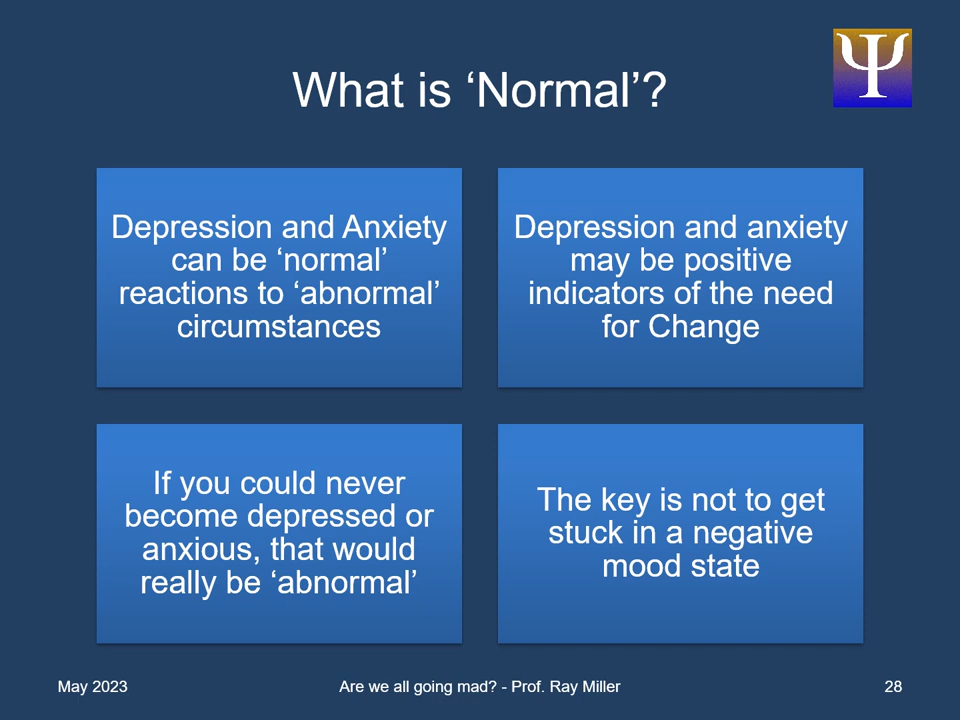 What is ‘Normal’?
Ψ
Depression and Anxiety
can be ‘normal’
reactions to ‘abnormal’
circumstances
Depression and anxiety
may be positive
indicators of the need
for Change
If you could never
become depressed or
anxious, that would
really be ‘abnormal’
The key is not to get
stuck in a negative
mood state
May 2023
Are we all going mad? - Prof. Ray Miller
28